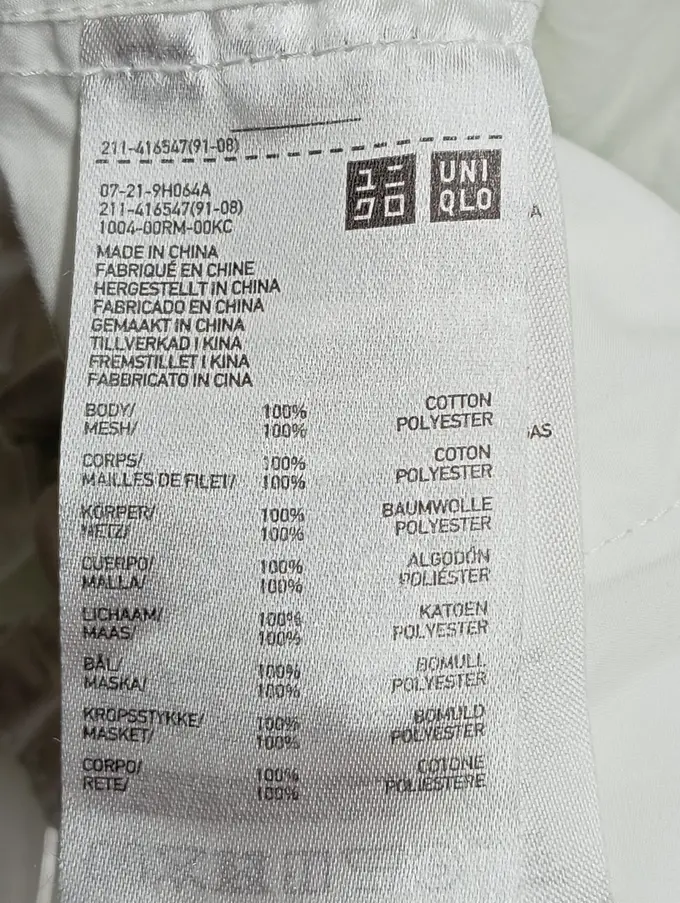 211-416547(91-08)
ユニ
クロ
UNI
QLO
07-21-9H064A
211-416547(91-08)
1004-00RM-00KC
MADE IN CHINA
FABRIQUÉ EN CHINE
HERGESTELLT IN CHINA
FABRICADO EN CHINA
GEMAAKT IN CHINA
TILLVERKAD I KINA
FREMSTILLET I KINA
FABBRICATO IN CINA
BODY/ 100% COTTON
MESH/ 100% POLYESTER
CORPS/ 100% COTON
MAILLES DE FILET/ 100% POLYESTER
KÖRPER/ 100% BAUMWOLLE
NETZ/ 100% POLYESTER
CUERPO/ 100% ALGODÓN
MALLA/ 100% POLIÉSTER
LICHAAM/ 100% KATOEN
MAAS/ 100% POLYESTER
BÅL/ 100% BOMULL
MASKA/ 100% POLYESTER
KROPSSTYKKE/ 100% BOMULD
MASKET/ 100% POLYESTER
CORPO/ 100% COTONE
RETE/ 100% POLIESTERE
A
AS